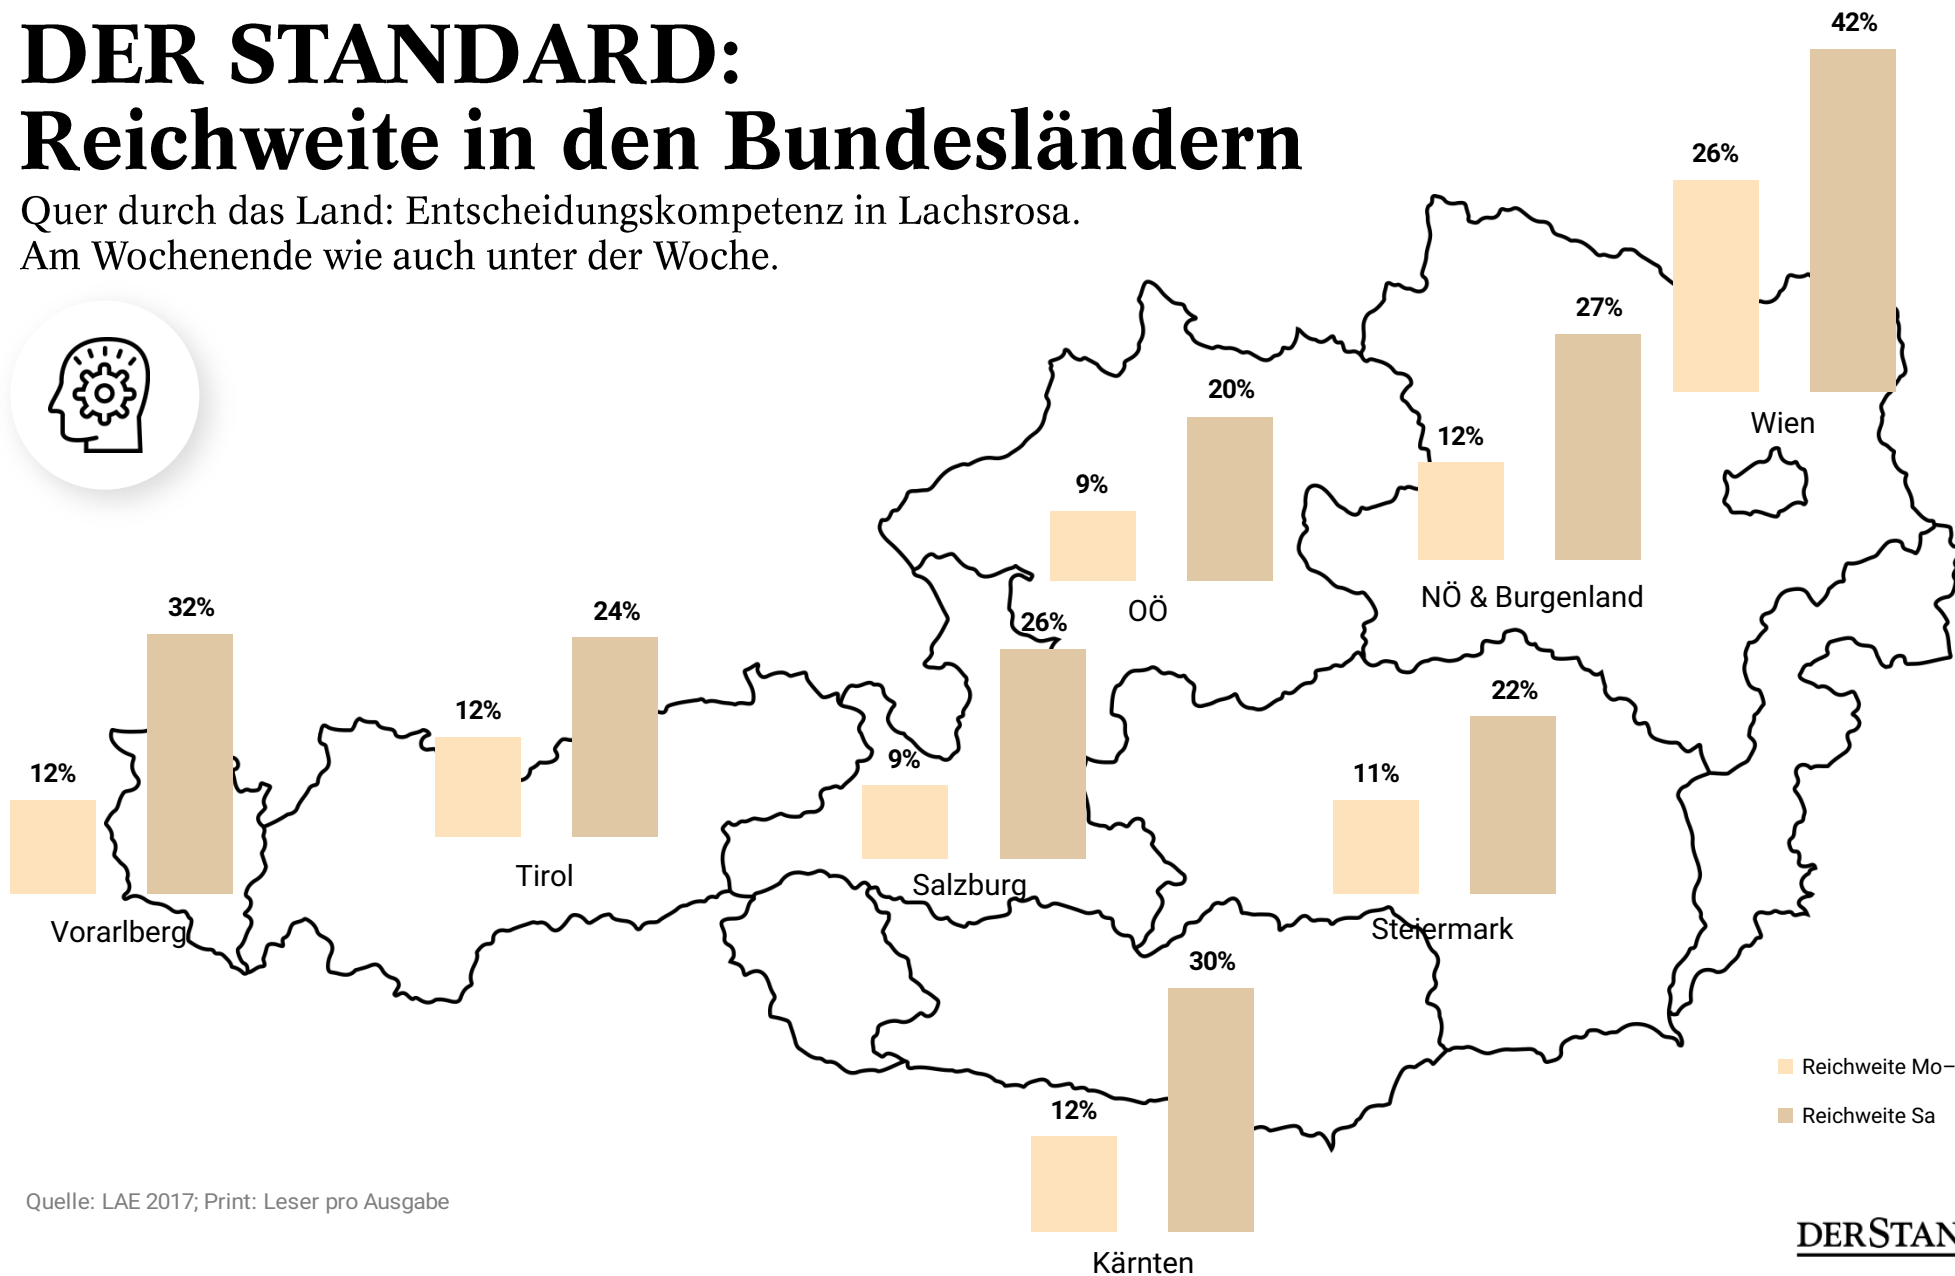 DER STANDARD:
Reichweite in den Bundesländern
Quer durch das Land: Entscheidungskompetenz in Lachsrosa.
Am Wochenende wie auch unter der Woche.
42%
26%
Wien
27%
12%
NÖ & Burgenland
20%
9%
OÖ
32%
12%
Vorarlberg
24%
12%
Tirol
26%
9%
Salzburg
22%
11%
Steiermark
30%
12%
Kärnten
Reichweite Mo–
Reichweite Sa
Quelle: LAE 2017; Print: Leser pro Ausgabe
DERSTAN